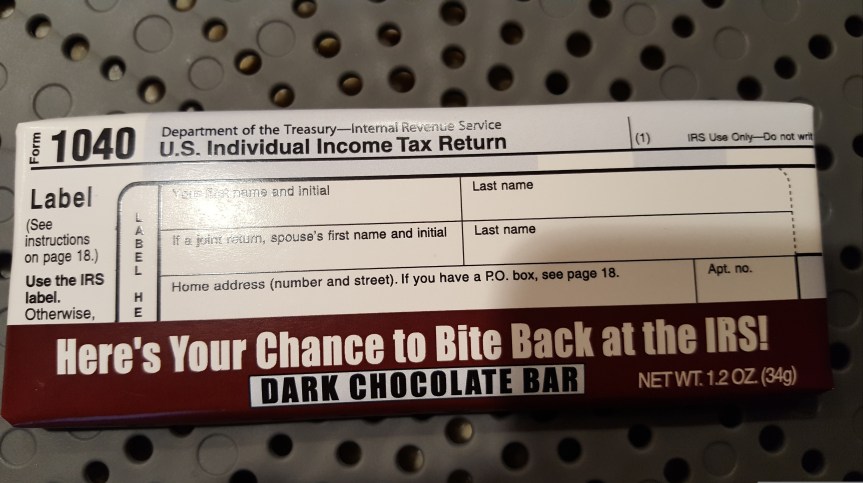 Form 1040
Department of the Treasury—Internal Revenue Service
U.S. Individual Income Tax Return
(1)
IRS Use Only—Do not writ
Label
(See
instructions
on page 18.)
Use the IRS
label.
Otherwise,
LABEL HE
Your first name and initial
Last name
If a joint return, spouse's first name and initial
Last name
Home address (number and street). If you have a P.O. box, see page 18.
Apt. no.
Here's Your Chance to Bite Back at the IRS!
DARK CHOCOLATE BAR
NET WT. 1.2 OZ. (34g)